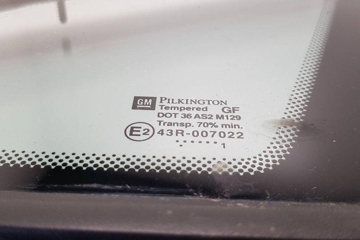 GM PILKINGTON
Tempered GF
DOT 36 AS2 M129
Transp. 70% min.
E2 43R-007022
...... 1